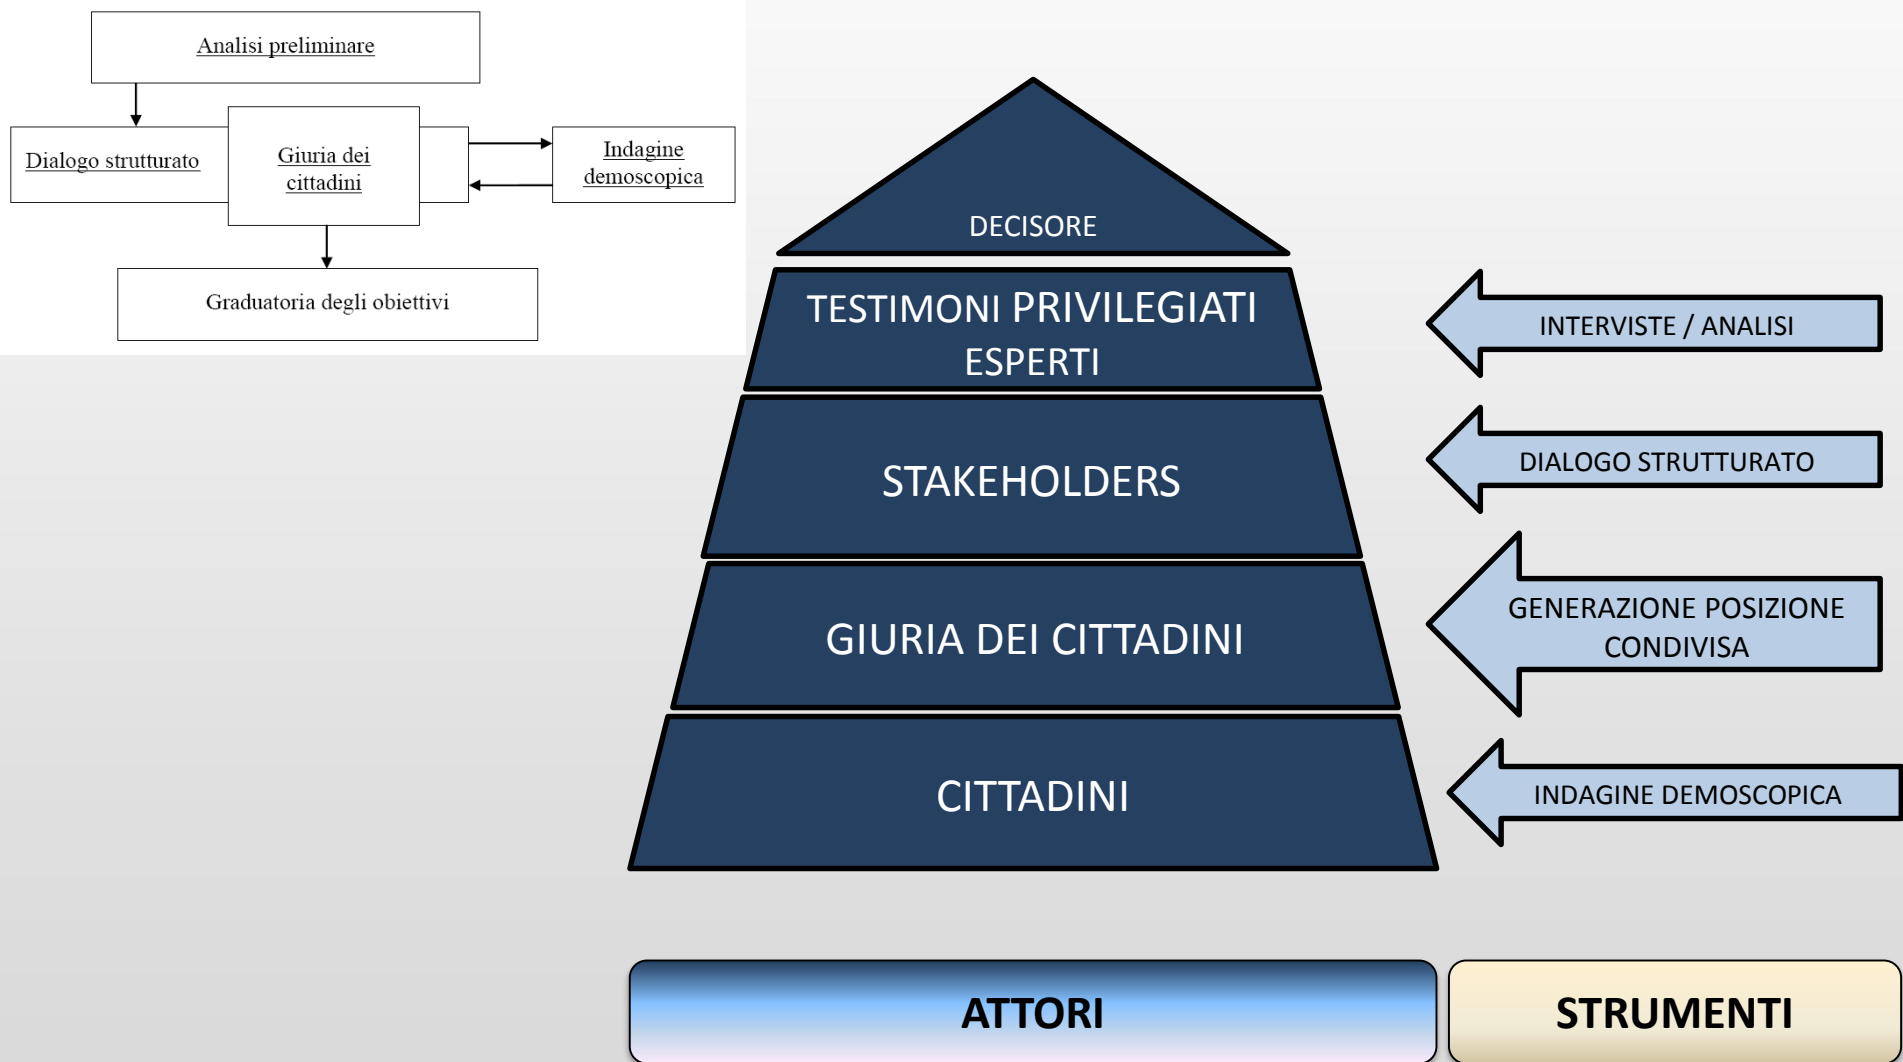 Analisi preliminare
Dialogo strutturato
Giuria dei
cittadini
Indagine
demoscopica
Graduatoria degli obiettivi
DECISORE
TESTIMONI PRIVILEGIATI
ESPERTI
STAKEHOLDERS
GIURIA DEI CITTADINI
CITTADINI
INTERVISTE / ANALISI
DIALOGO STRUTTURATO
GENERAZIONE POSIZIONE
CONDIVISA
INDAGINE DEMOSCOPICA
ATTORI
STRUMENTI